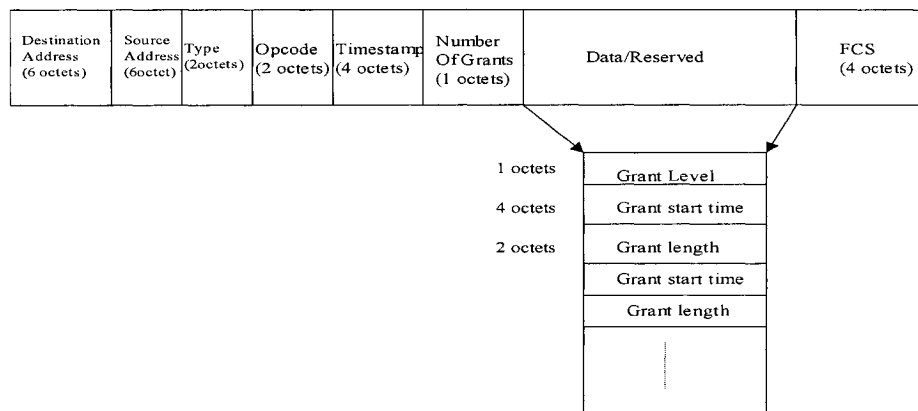 Destination
Address
(6 octets)
Source
Address
(6octet)
Type
(2octets)
Opcode
(2 octets)
Timestamp
(4 octets)
Number
Of Grants
(1 octets)
Data/Reserved
FCS
(4 octets)
1 octets
Grant Level
4 octets
Grant start time
2 octets
Grant length
Grant start time
Grant length